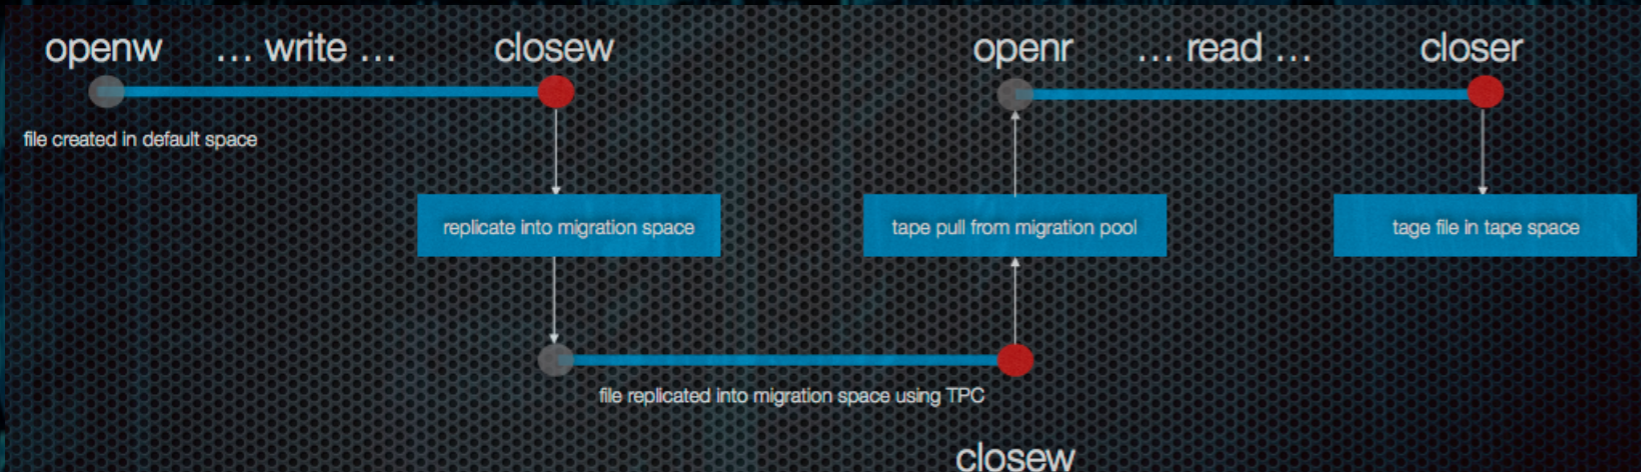 openw … write … closew openr … read … closer
file created in default space
replicate into migration space tape pull from migration pool tage file in tape space
file replicated into migration space using TPC
closew